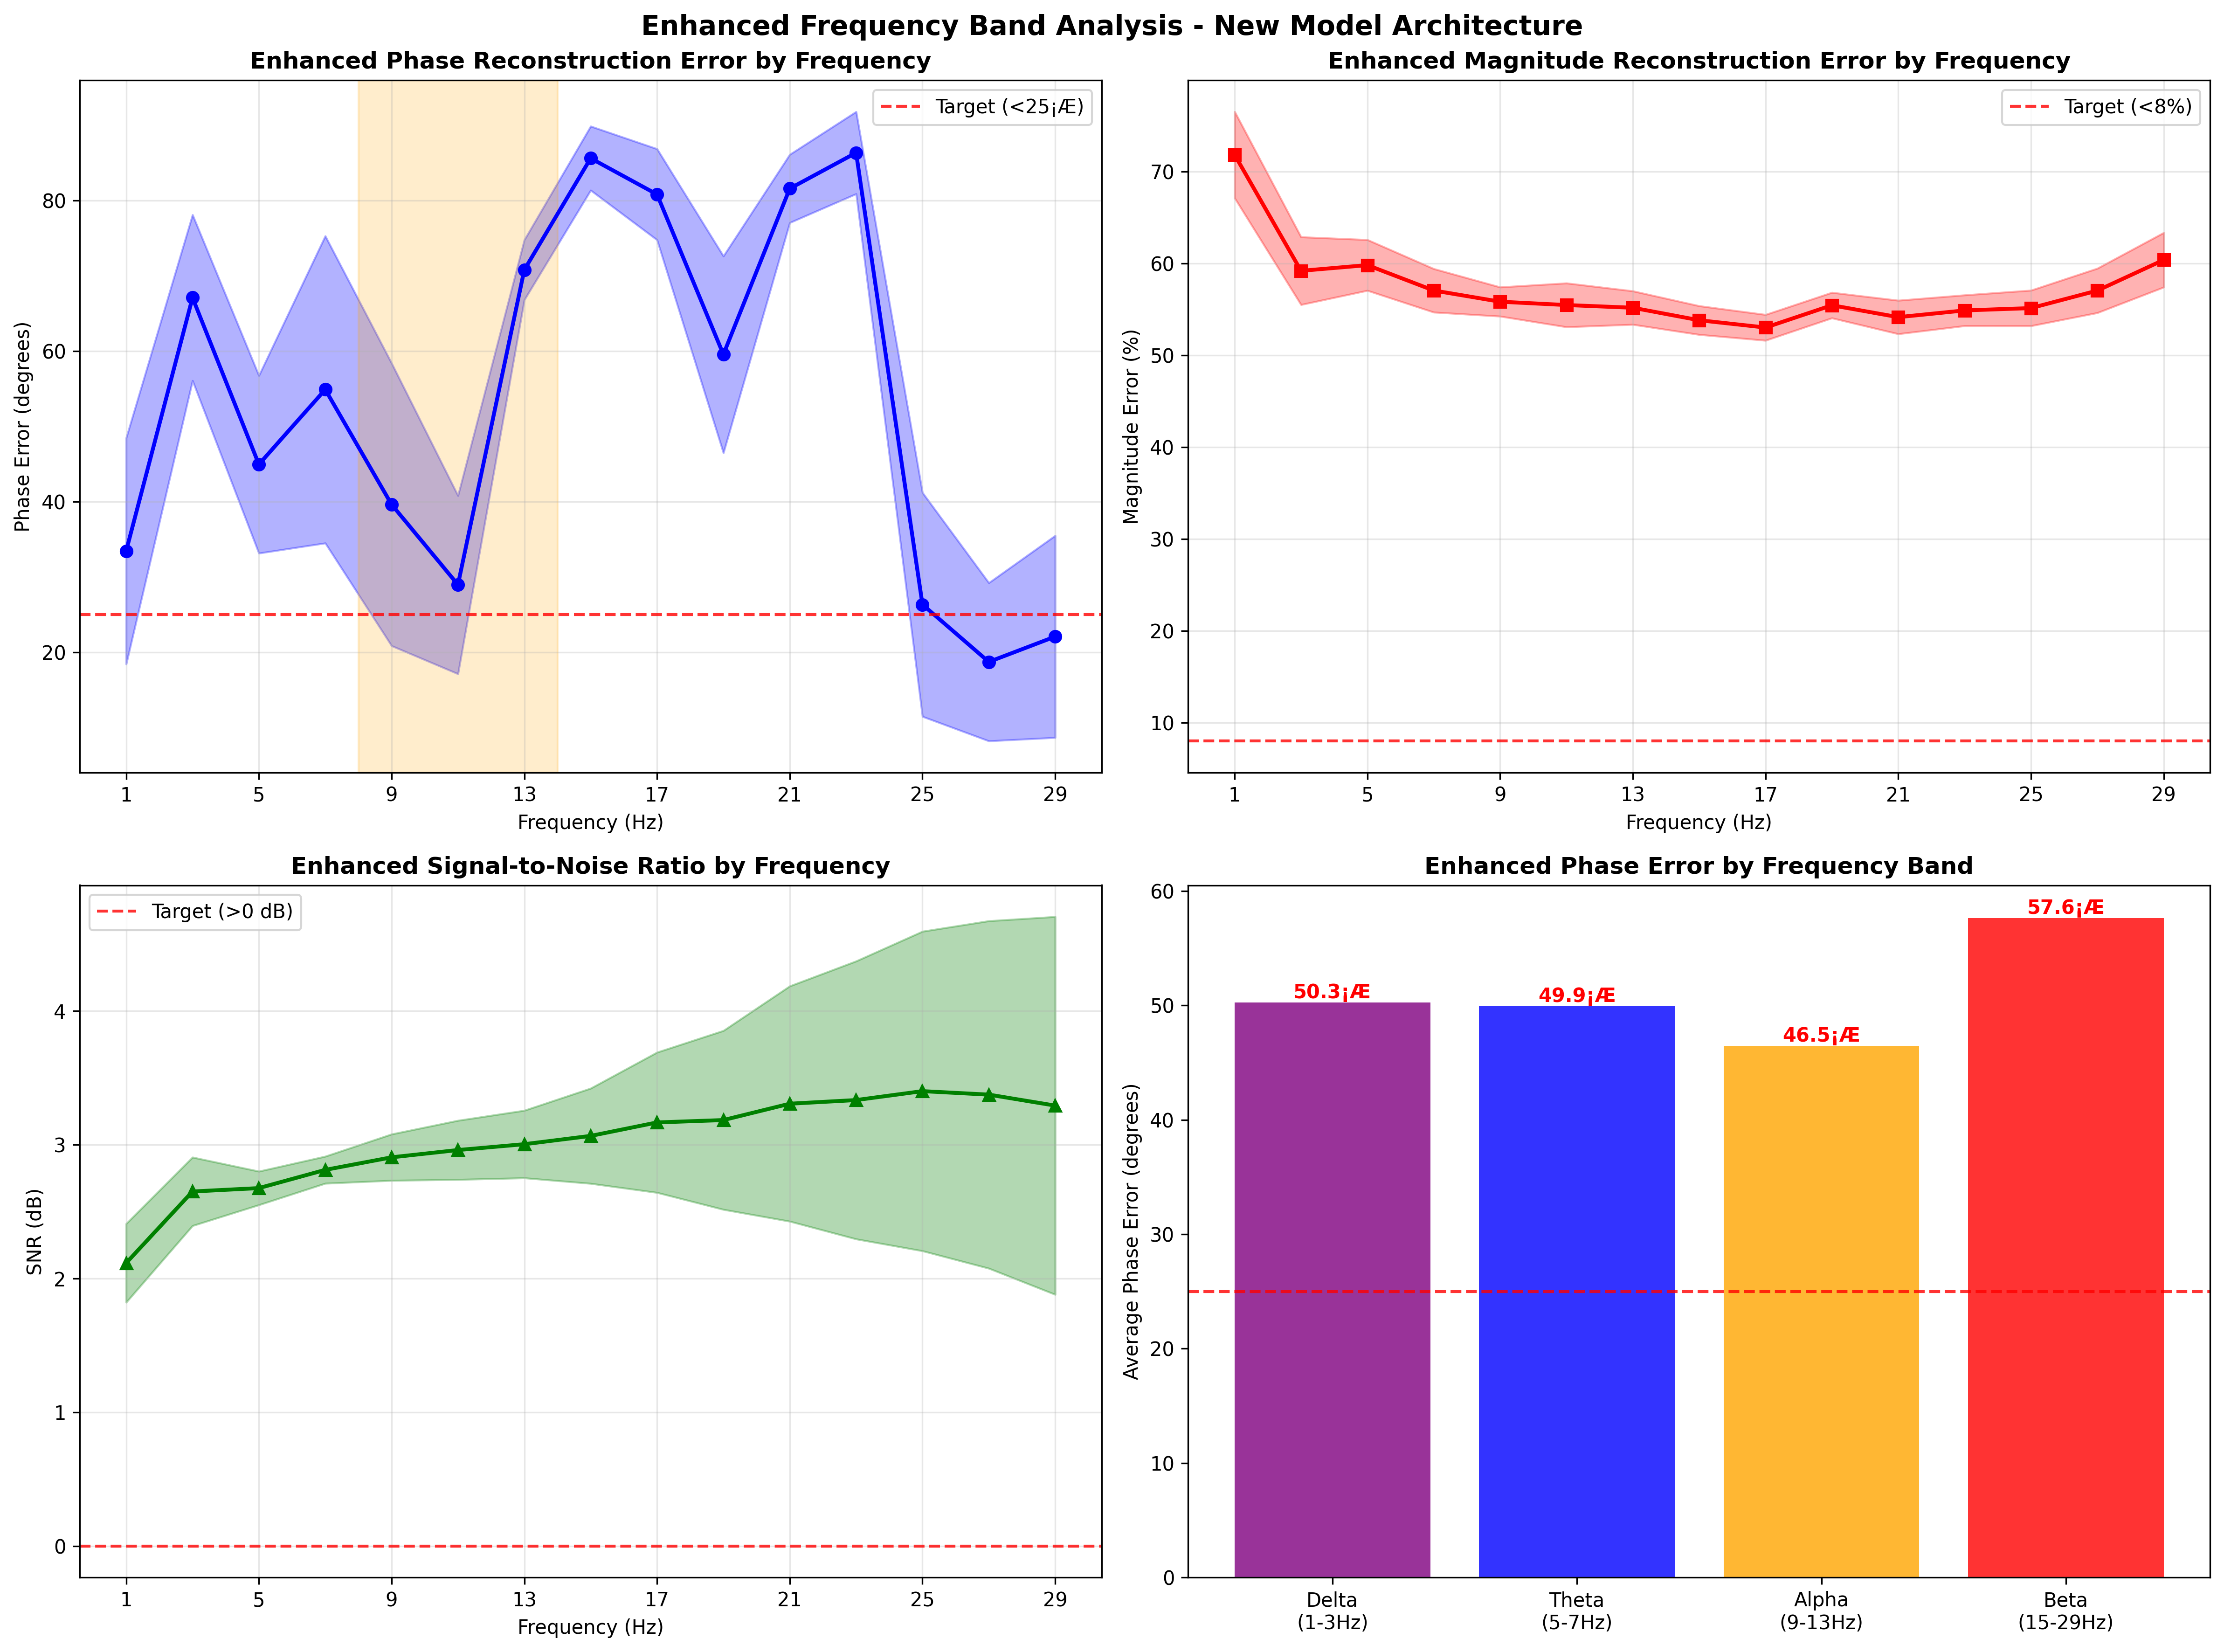 Enhanced Frequency Band Analysis - New Model Architecture
Enhanced Phase Reconstruction Error by Frequency
Target (<25¡Æ)
80
60
40
20
Phase Error (degrees)
1 5 9 13 17 21 25 29
Frequency (Hz)
Enhanced Magnitude Reconstruction Error by Frequency
Target (<8%)
70
60
50
40
30
20
10
Magnitude Error (%)
1 5 9 13 17 21 25 29
Frequency (Hz)
Enhanced Signal-to-Noise Ratio by Frequency
Target (>0 dB)
4
3
2
1
0
SNR (dB)
1 5 9 13 17 21 25 29
Frequency (Hz)
Enhanced Phase Error by Frequency Band
60
50
40
30
20
10
0
Average Phase Error (degrees)
50.3¡Æ 49.9¡Æ 46.5¡Æ 57.6¡Æ
Delta Theta Alpha Beta
(1-3Hz) (5-7Hz) (9-13Hz) (15-29Hz)